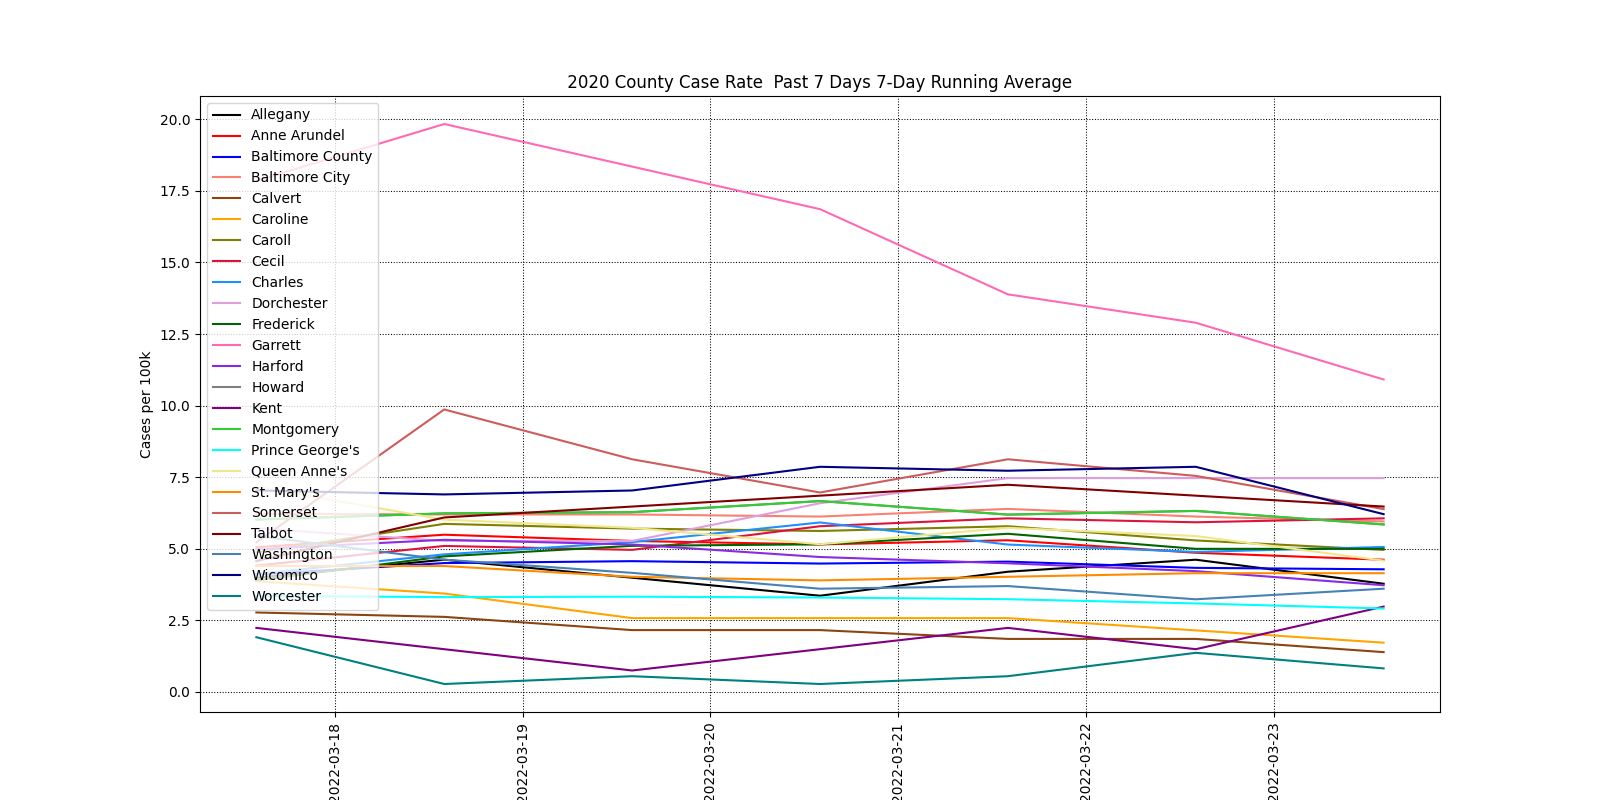 2020 County Case Rate  Past 7 Days 7-Day Running Average
Cases per 100k
20.0
17.5
15.0
12.5
10.0
7.5
5.0
2.5
0.0
Allegany
Anne Arundel
Baltimore County
Baltimore City
Calvert
Caroline
Caroll
Cecil
Charles
Dorchester
Frederick
Garrett
Harford
Howard
Kent
Montgomery
Prince George's
Queen Anne's
St. Mary's
Somerset
Talbot
Washington
Wicomico
Worcester
2022-03-18
2022-03-19
2022-03-20
2022-03-21
2022-03-22
2022-03-23